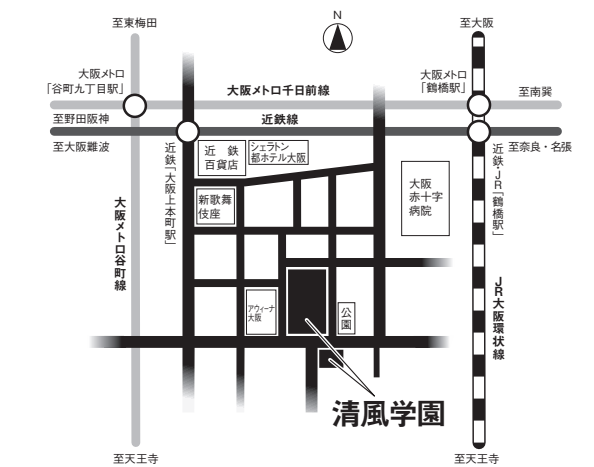 N
至東梅田
至大阪
大阪メトロ
「谷町九丁目駅」
大阪メトロ千日前線
大阪メトロ
「鶴橋駅」
至南巽
至野田阪神
近鉄線
至大阪難波
至奈良・名張
近鉄「大阪上本町駅」
近鉄
百貨店
シェラトン
都ホテル大阪
近鉄・JR「鶴橋駅」
大阪
赤十字
病院
新歌舞
伎座
大阪メトロ谷町線
アウィーナ
大阪
公園
JR大阪環状線
清風学園
至天王寺
至天王寺